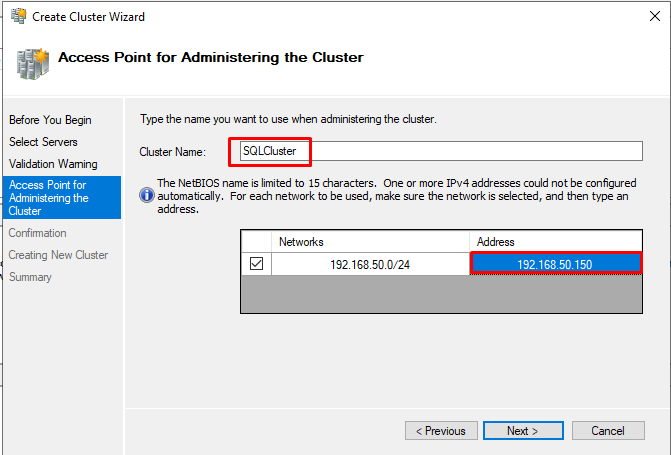 Create Cluster Wizard
Access Point for Administering the Cluster
Before You Begin
Select Servers
Validation Warning
Access Point for
Administering the
Cluster
Confirmation
Creating New Cluster
Summary
Type the name you want to use when administering the cluster.
Cluster Name:
SQLCluster
The NetBIOS name is limited to 15 characters. One or more IPv4 addresses could not be configured
automatically. For each network to be used, make sure the network is selected, and then type an
address.
Networks Address
192.168.50.0/24 192.168.50.150
< Previous Next > Cancel